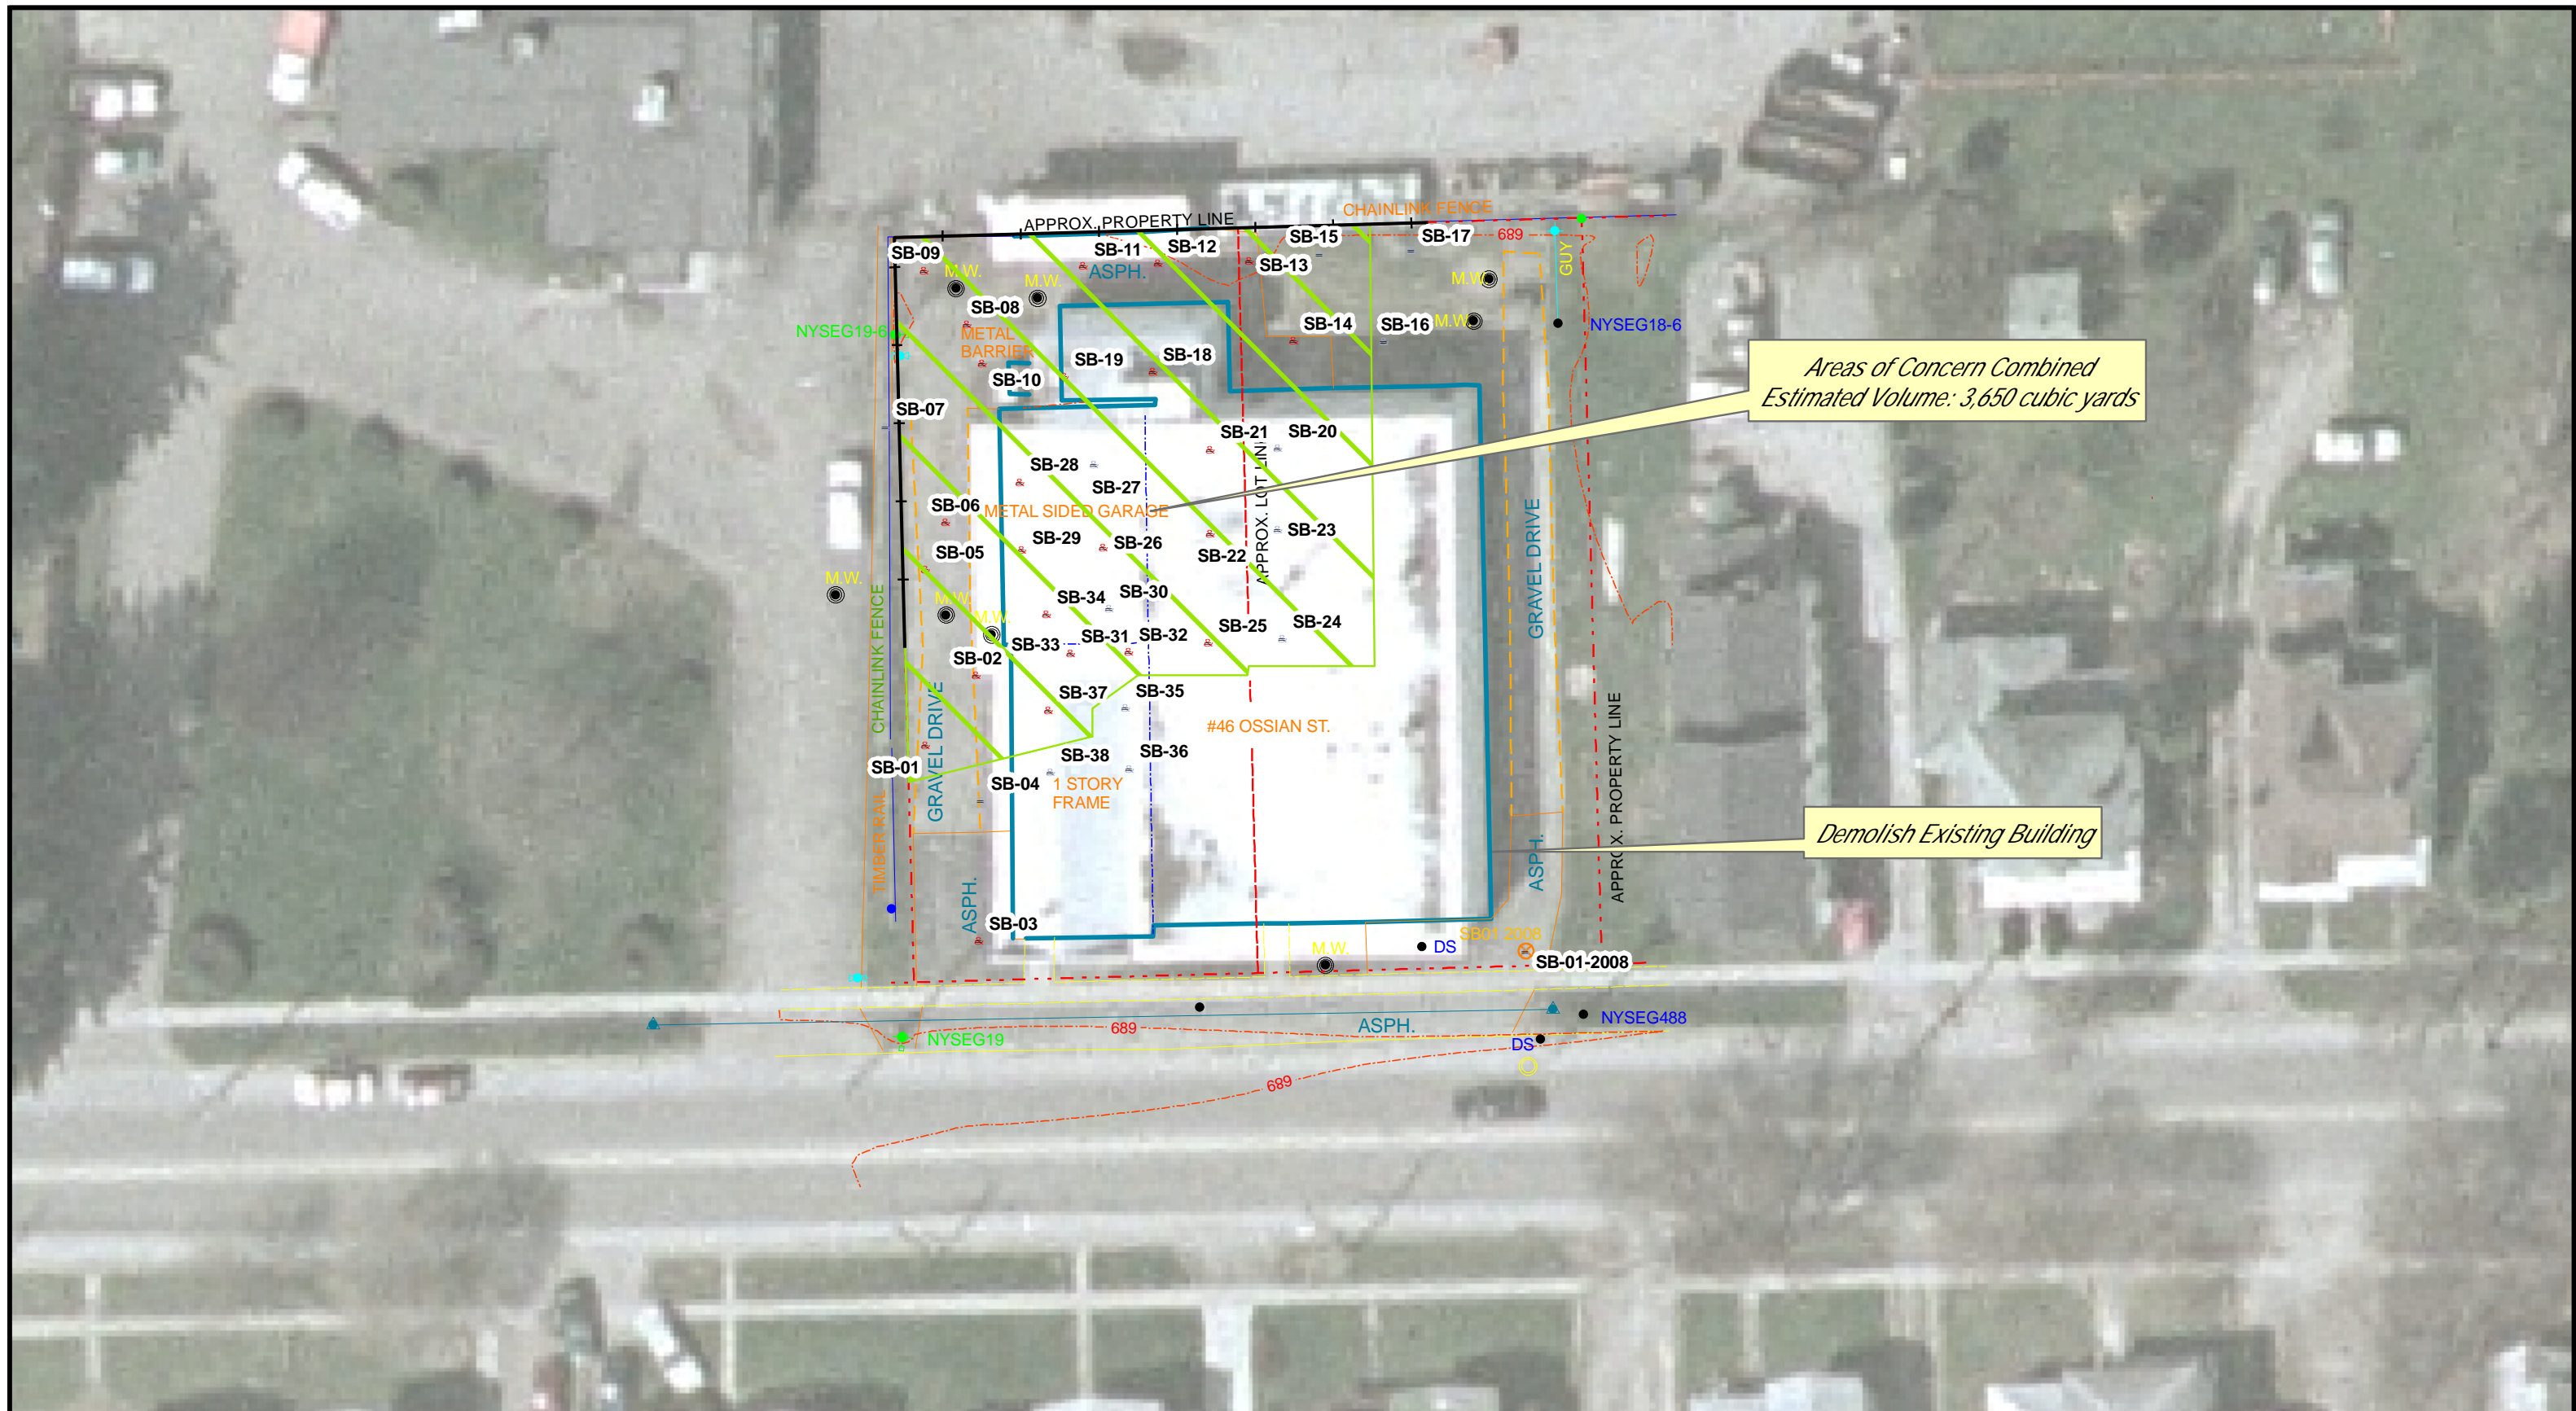 APPROX. PROPERTY LINE
CHAINLINK FENCE
SB-09
SB-11
SB-12
SB-15
SB-17
689
GUY
M.W.
M.W.
ASPH.
SB-13
M.W.
SB-08
NYSEG19-6
METAL
BARRIER
SB-14
SB-16
M.W.
NYSEG18-6
SB-19
SB-18
SB-10
Areas of Concern Combined
Estimated Volume: 3,650 cubic yards
SB-07
SB-21
SB-20
APPROX. LOT LINE
SB-28
SB-27
SB-06
METAL SIDED GARAGE
SB-29
SB-26
SB-22
SB-23
SB-05
GRAVEL DRIVE
M.W.
M.W.
M.W.
CHAINLINK FENCE
SB-34
SB-30
SB-33
SB-31
SB-32
SB-25
SB-24
SB-02
SB-37
SB-35
GRAVEL DRIVE
#46 OSSIAN ST.
APPROX. PROPERTY LINE
SB-01
SB-38
SB-36
SB-04
1 STORY
FRAME
TIMBER RAIL
Demolish Existing Building
ASPH.
ASPH.
SB-03
M.W.
DS
SB01 2008
SB-01-2008
NYSEG19
689
ASPH.
NYSEG488
DS
689